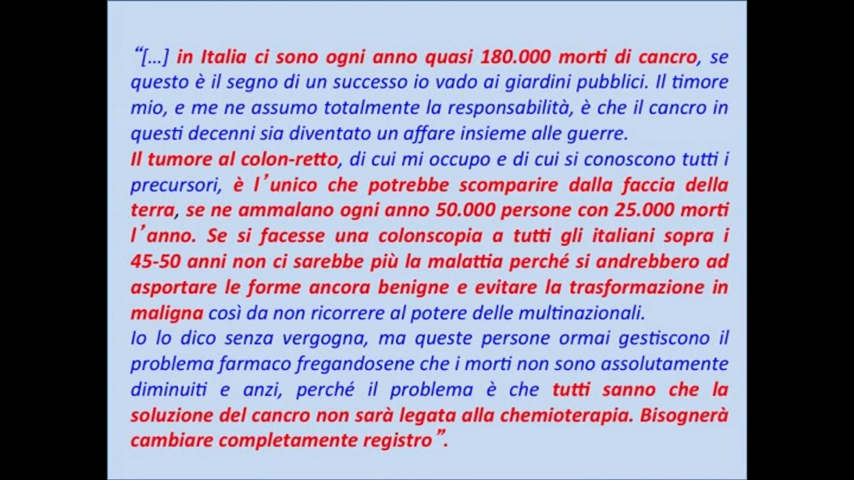 “[…] in Italia ci sono ogni anno quasi 180.000 morti di cancro, se
questo è il segno di un successo io vado ai giardini pubblici. Il timore
mio, e me ne assumo totalmente la responsabilità, è che il cancro in
questi decenni sia diventato un affare insieme alle guerre.
Il tumore al colon-retto, di cui mi occupo e di cui si conoscono tutti i
precursori, è l’unico che potrebbe scomparire dalla faccia della
terra, se ne ammalano ogni anno 50.000 persone con 25.000 morti
l’anno. Se si facesse una colonscopia a tutti gli italiani sopra i
45-50 anni non ci sarebbe più la malattia perché si andrebbero ad
asportare le forme ancora benigne e evitare la trasformazione in
maligna così da non ricorrere al potere delle multinazionali.
Io lo dico senza vergogna, ma queste persone ormai gestiscono il
problema farmaco fregandosene che i morti non sono assolutamente
diminuiti e anzi, perché il problema è che tutti sanno che la
soluzione del cancro non sarà legata alla chemioterapia. Bisognerà
cambiare completamente registro”.